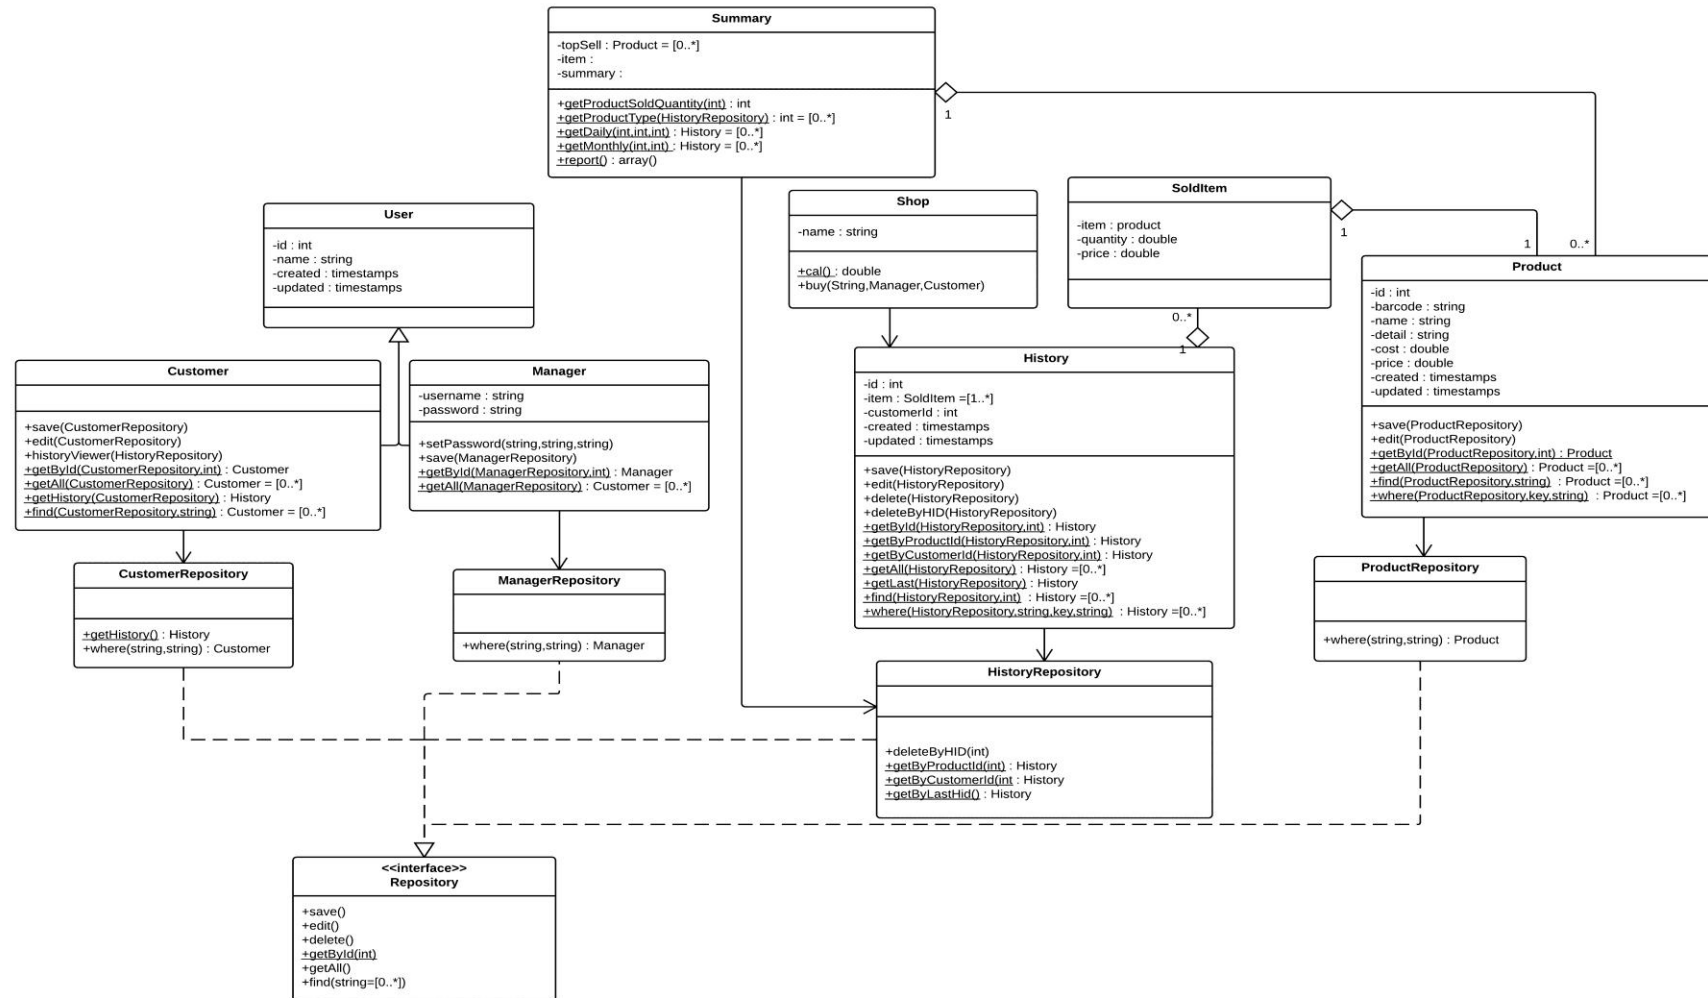 Summary
-topSell : Product = [0..*]
-item :
-summary :
+getProductSoldQuantity(int) : int
+getProductType(HistoryRepository) : int = [0..*]
+getDaily(int,int,int) : History = [0..*]
+getMonthly(int,int) : History = [0..*]
+report() : array()
1
User
-id : int
-name : string
-created : timestamps
-updated : timestamps
Shop
-name : string
+cal() : double
+buy(String,Manager,Customer)
SoldItem
-item : product
-quantity : double
-price : double
1
1
0..*
0..*
1
Product
-id : int
-barcode : string
-name : string
-detail : string
-cost : double
-price : double
-created : timestamps
-updated : timestamps
+save(ProductRepository)
+edit(ProductRepository)
+getById(ProductRepository,int) : Product
+getAll(ProductRepository) : Product =[0..*]
+find(ProductRepository,string) : Product =[0..*]
+where(ProductRepository,key,string) : Product =[0..*]
Customer
+save(CustomerRepository)
+edit(CustomerRepository)
+historyViewer(HistoryRepository)
+getById(CustomerRepository,int) : Customer
+getAll(CustomerRepository) : Customer = [0..*]
+getHistory(CustomerRepository) : History
+find(CustomerRepository,string) : Customer = [0..*]
Manager
-username : string
-password : string
+setPassword(string,string,string)
+save(ManagerRepository)
+getById(ManagerRepository,int) : Manager
+getAll(ManagerRepository) : Customer = [0..*]
History
-id : int
-item : SoldItem =[1..*]
-customerId : int
-created : timestamps
-updated : timestamps
+save(HistoryRepository)
+edit(HistoryRepository)
+delete(HistoryRepository)
+deleteByHID(HistoryRepository)
+getById(HistoryRepository,int) : History
+getByProductId(HistoryRepository,int) : History
+getByCustomerId(HistoryRepository,int) : History
+getAll(HistoryRepository) : History =[0..*]
+getLast(HistoryRepository) : History
+find(HistoryRepository,int) : History =[0..*]
+where(HistoryRepository,string,key,string) : History =[0..*]
CustomerRepository
+getHistory() : History
+where(string,string) : Customer
ManagerRepository
+where(string,string) : Manager
ProductRepository
+where(string,string) : Product
HistoryRepository
+deleteByHID(int)
+getByProductId(int) : History
+getByCustomerId(int : History
+getByLastHid() : History
<<interface>>
Repository
+save()
+edit()
+delete()
+getById(int)
+getAll()
+find(string=[0..*])